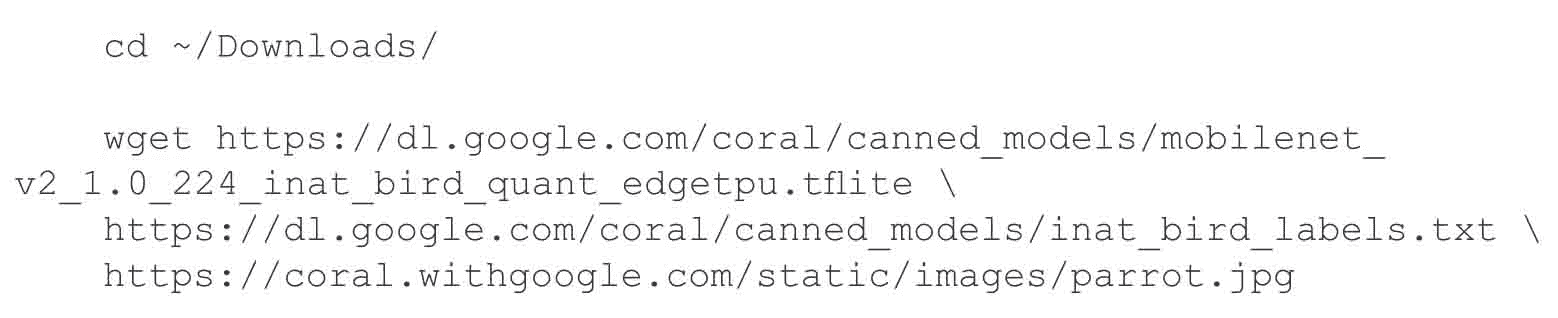 cd ~/Downloads/
wget https://dl.google.com/coral/canned_models/mobilenet_
v2_1.0_224_inat_bird_quant_edgetpu.tflite \
https://dl.google.com/coral/canned_models/inat_bird_labels.txt \
https://coral.withgoogle.com/static/images/parrot.jpg